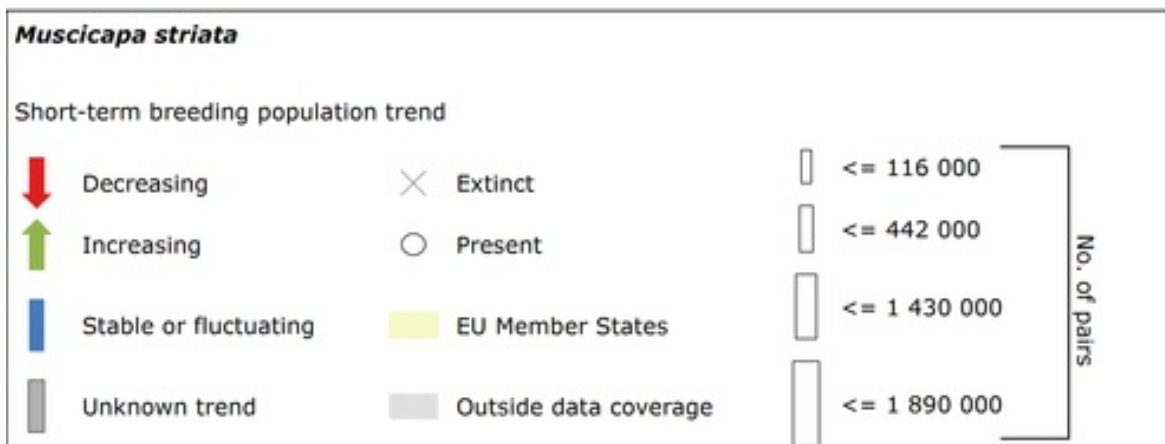 Muscicapa striata
Short-term breeding population trend
Decreasing
Extinct
<= 116 000
Increasing
Present
<= 442 000
Stable or fluctuating
EU Member States
<= 1 430 000
Unknown trend
Outside data coverage
<= 1 890 000
No. of pairs